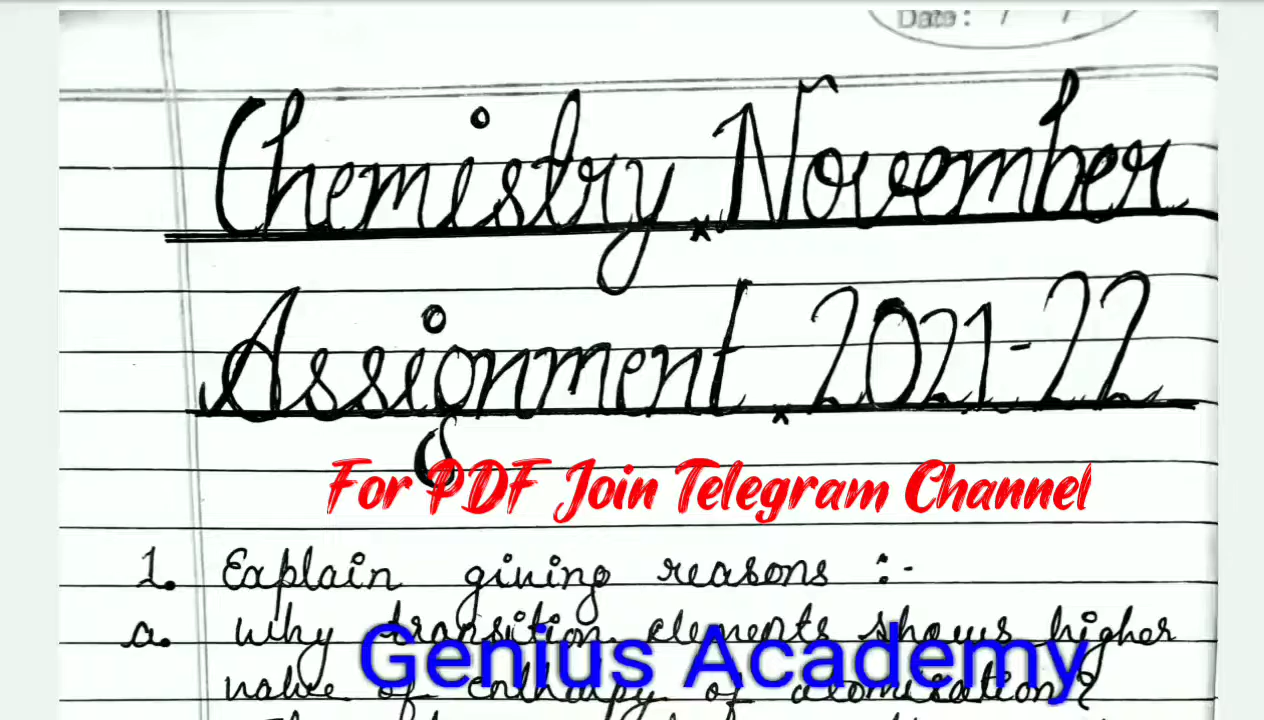 Date: / /
Chemistry November
Assignment 2021-22
For PDF Join Telegram Channel
1. Explain giving reasons :-
a. Why transition elements shows higher
Genius Academy
value of enthalpy of atomisation?